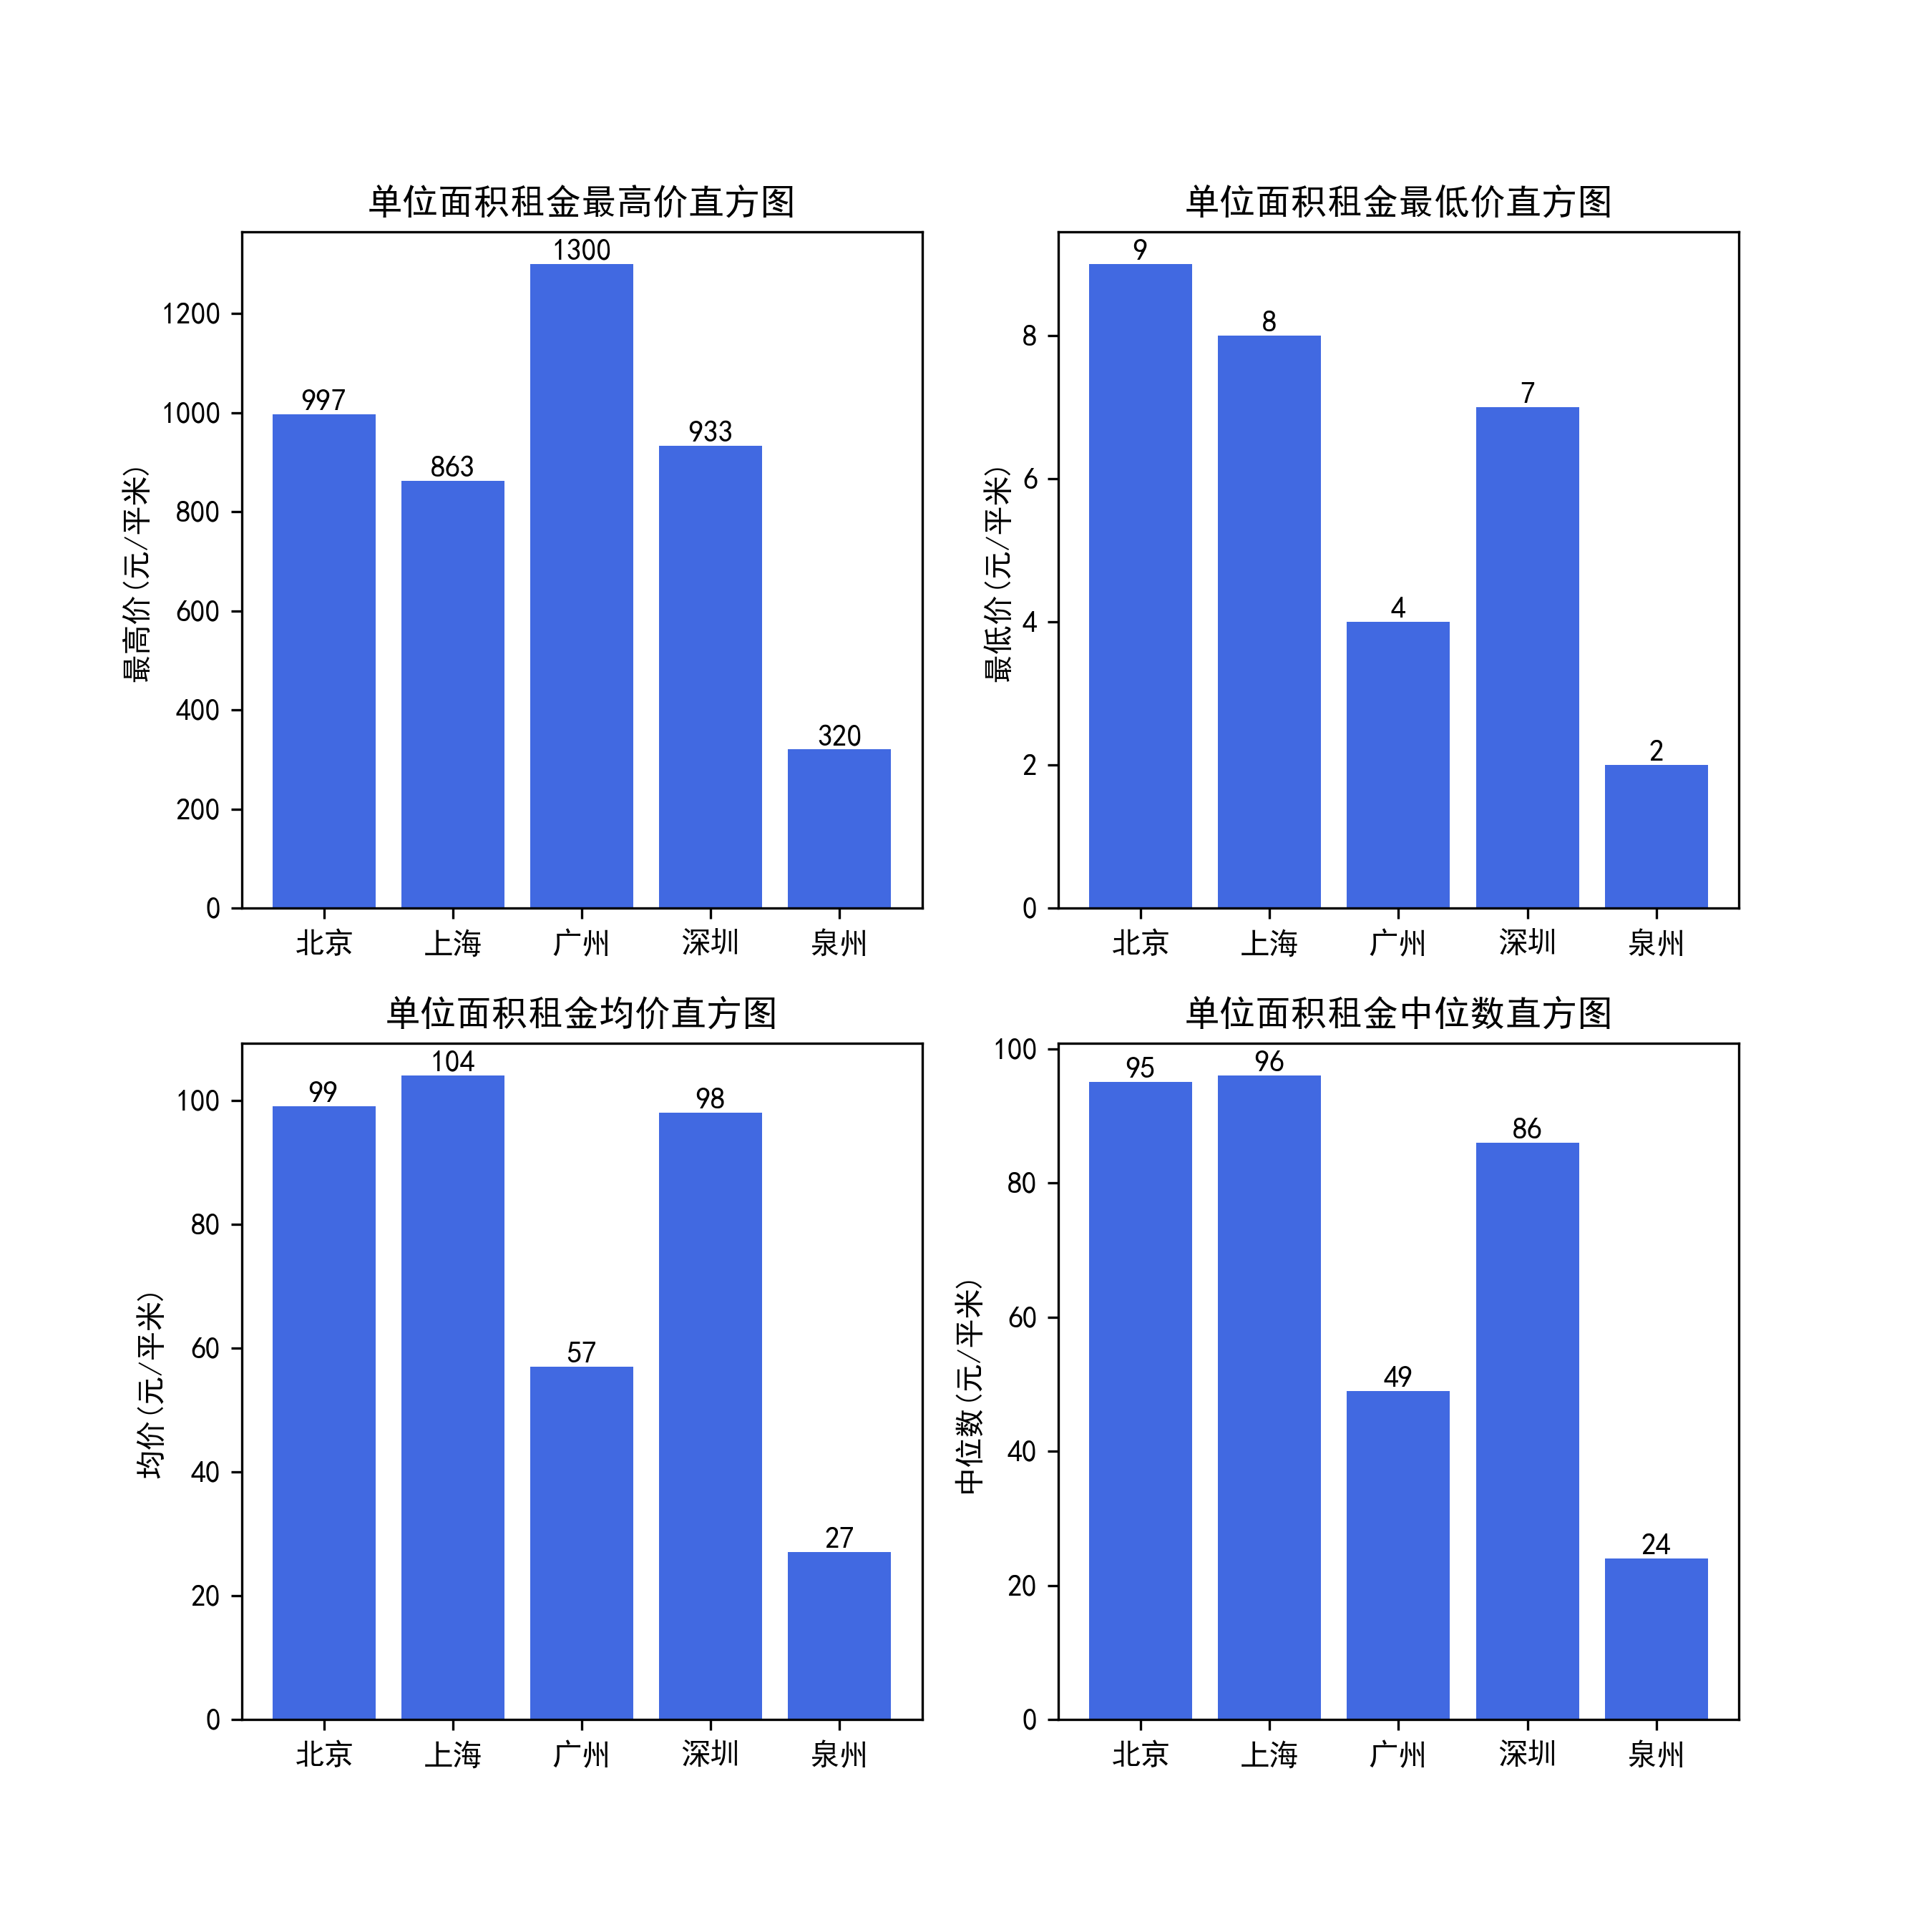 单位面积租金最高价直方图
最高价(元/平米)
1200
1000
800
600
400
200
0
997
863
1300
933
320
北京
上海
广州
深圳
泉州
单位面积租金最低价直方图
最低价(元/平米)
8
6
4
2
0
9
8
4
7
2
北京
上海
广州
深圳
泉州
单位面积租金均价直方图
均价(元/平米)
100
80
60
40
20
0
99
104
57
98
27
北京
上海
广州
深圳
泉州
单位面积租金中位数直方图
中位数(元/平米)
100
80
60
40
20
0
95
96
49
86
24
北京
上海
广州
深圳
泉州